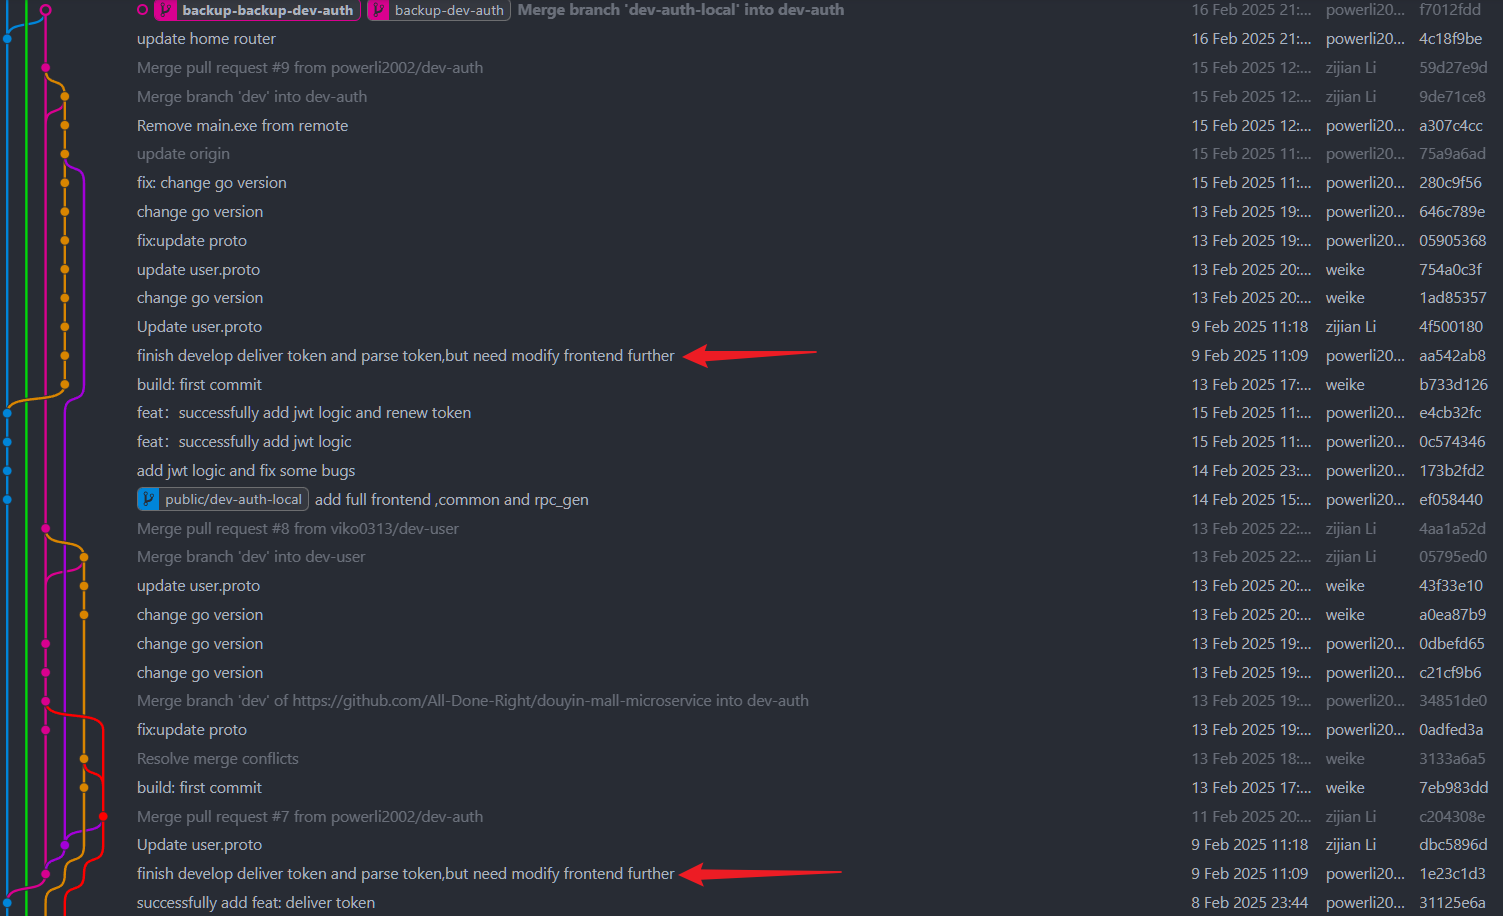 backup-backup-dev-auth backup-dev-auth Merge branch 'dev-auth-local' into dev-auth 16 Feb 2025 21:... powerli20... f7012fdd
update home router 16 Feb 2025 21:... powerli20... 4c18f9be
Merge pull request #9 from powerli2002/dev-auth 15 Feb 2025 12:... zijian Li 59d27e9d
Merge branch 'dev' into dev-auth 15 Feb 2025 12:... zijian Li 9de71ce8
Remove main.exe from remote 15 Feb 2025 12:... powerli20... a307c4cc
update origin 15 Feb 2025 11:... powerli20... 75a9a6ad
fix: change go version 15 Feb 2025 11:... powerli20... 280c9f56
change go version 13 Feb 2025 19:... powerli20... 646c789e
fix:update proto 13 Feb 2025 19:... powerli20... 05905368
update user.proto 13 Feb 2025 20:... weike 754a0c3f
change go version 13 Feb 2025 20:... weike 1ad85357
Update user.proto 9 Feb 2025 11:18 zijian Li 4f500180
finish develop deliver token and parse token,but need modify frontend further 9 Feb 2025 11:09 powerli20... aa542ab8
build: first commit 13 Feb 2025 17:... weike b733d126
feat：successfully add jwt logic and renew token 15 Feb 2025 11:... powerli20... e4cb32fc
feat：successfully add jwt logic 15 Feb 2025 11:... powerli20... 0c574346
add jwt logic and fix some bugs 14 Feb 2025 23:... powerli20... 173b2fd2
public/dev-auth-local add full frontend ,common and rpc_gen 14 Feb 2025 15:... powerli20... ef058440
Merge pull request #8 from viko0313/dev-user 13 Feb 2025 22:... zijian Li 4aa1a52d
Merge branch 'dev' into dev-user 13 Feb 2025 22:... zijian Li 05795ed0
update user.proto 13 Feb 2025 20:... weike 43f33e10
change go version 13 Feb 2025 20:... weike a0ea87b9
change go version 13 Feb 2025 19:... powerli20... 0dbefd65
change go version 13 Feb 2025 19:... powerli20... c21cf9b6
Merge branch 'dev' of https://github.com/All-Done-Right/douyin-mall-microservice into dev-auth 13 Feb 2025 19:... powerli20... 34851de0
fix:update proto 13 Feb 2025 19:... powerli20... 0adfed3a
Resolve merge conflicts 13 Feb 2025 18:... weike 3133a6a5
build: first commit 13 Feb 2025 17:... weike 7eb983dd
Merge pull request #7 from powerli2002/dev-auth 11 Feb 2025 20:... zijian Li c204308e
Update user.proto 9 Feb 2025 11:18 zijian Li dbc5896d
finish develop deliver token and parse token,but need modify frontend further 9 Feb 2025 11:09 powerli20... 1e23c1d3
successfully add feat: deliver token 8 Feb 2025 23:44 powerli20... 31125e6a